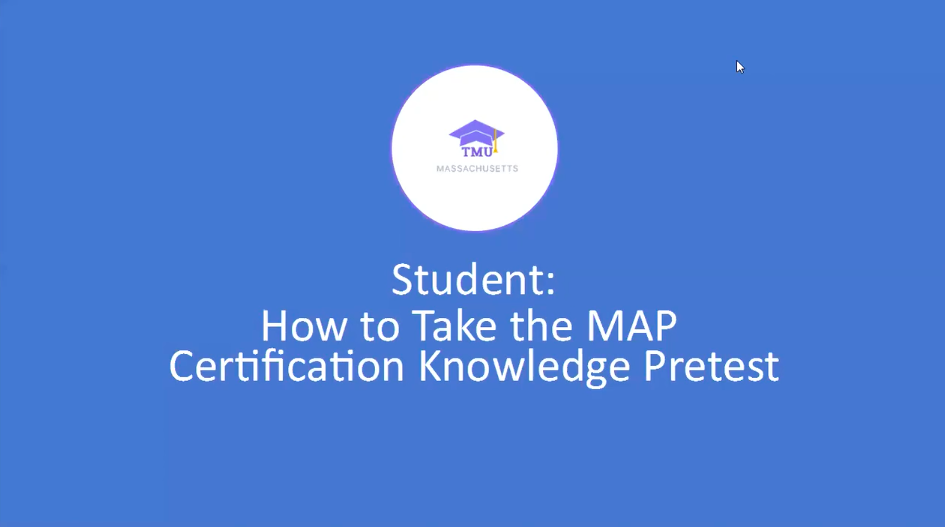 TMU
MASSACHUSETTS
Student:
How to Take the MAP
Certification Knowledge Pretest